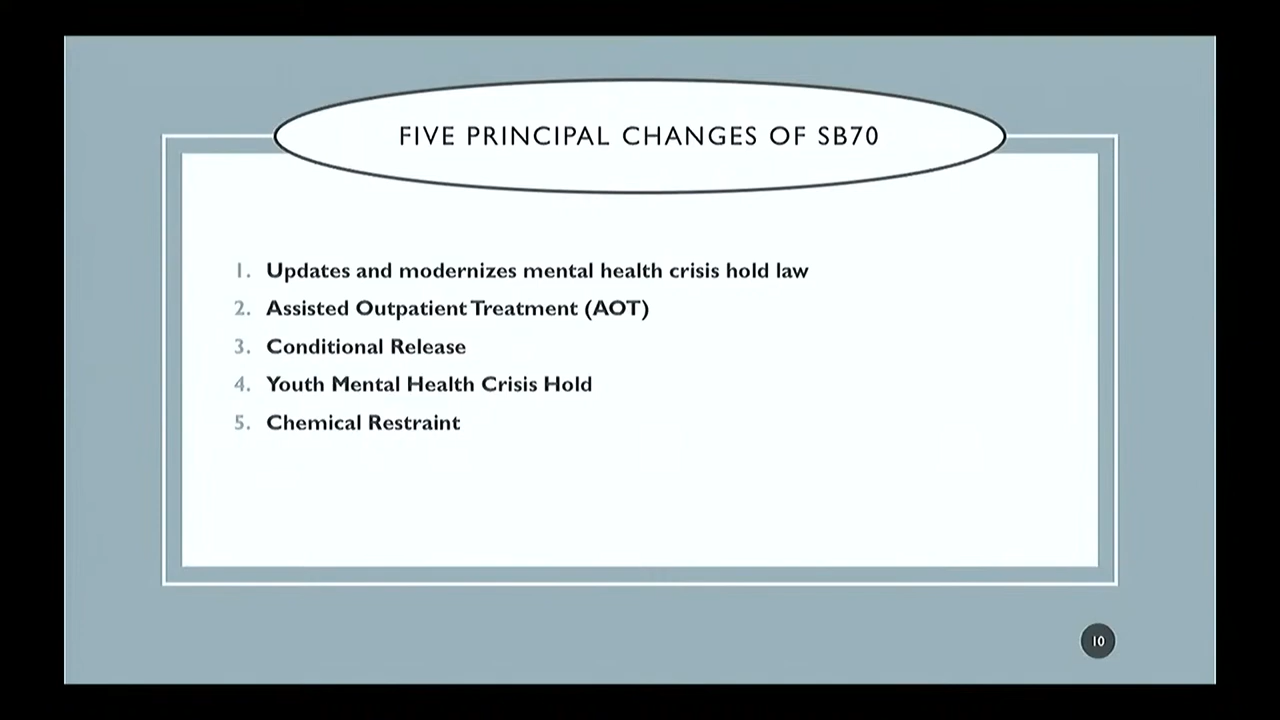 FIVE PRINCIPAL CHANGES OF SB70
1. Updates and modernizes mental health crisis hold law
2. Assisted Outpatient Treatment (AOT)
3. Conditional Release
4. Youth Mental Health Crisis Hold
5. Chemical Restraint
10